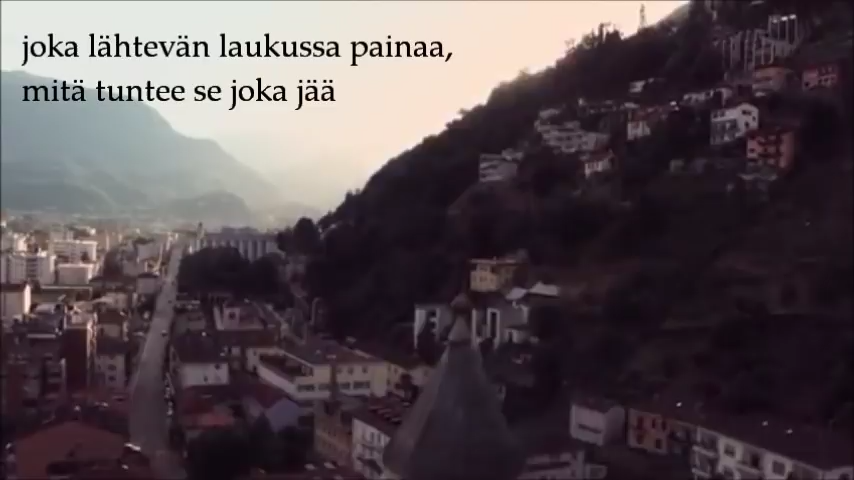 joka lähtevän laukussa painaa,
mitä tuntee se joka jää